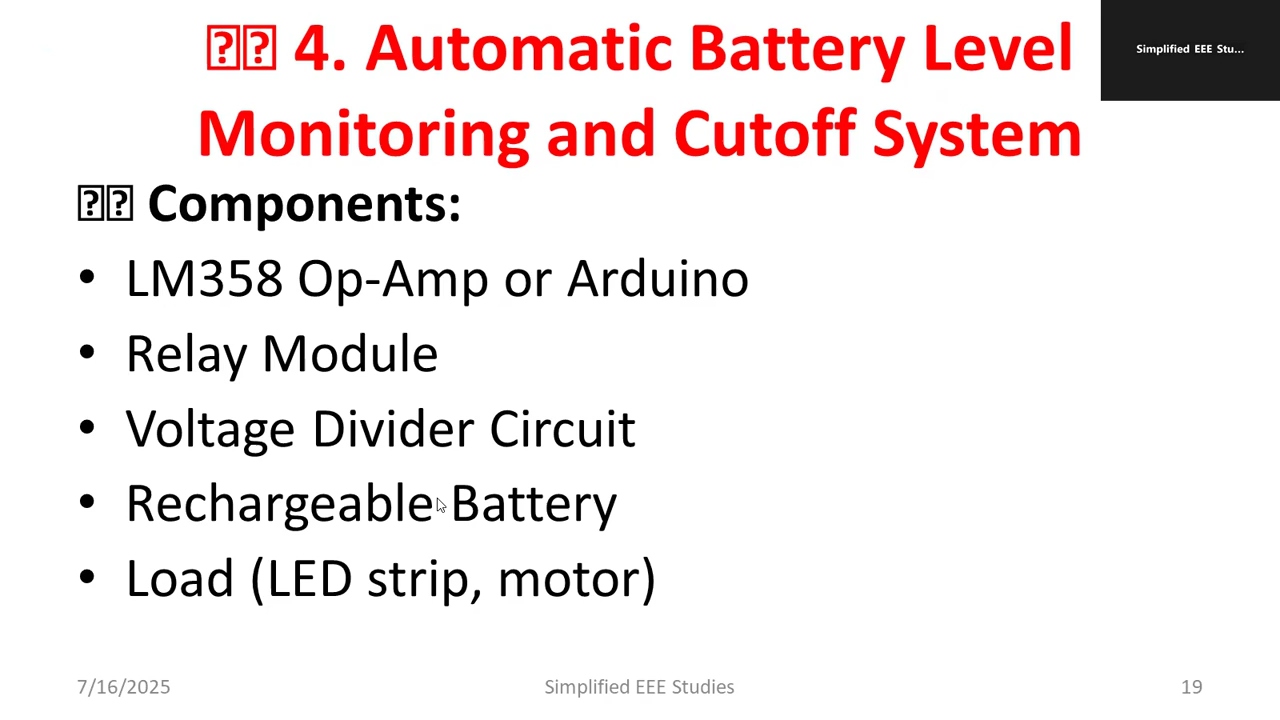 4. Automatic Battery Level
Monitoring and Cutoff System
Simplified EEE Stu...
Components:
• LM358 Op-Amp or Arduino
• Relay Module
• Voltage Divider Circuit
• Rechargeable Battery
• Load (LED strip, motor)
7/16/2025
Simplified EEE Studies
19